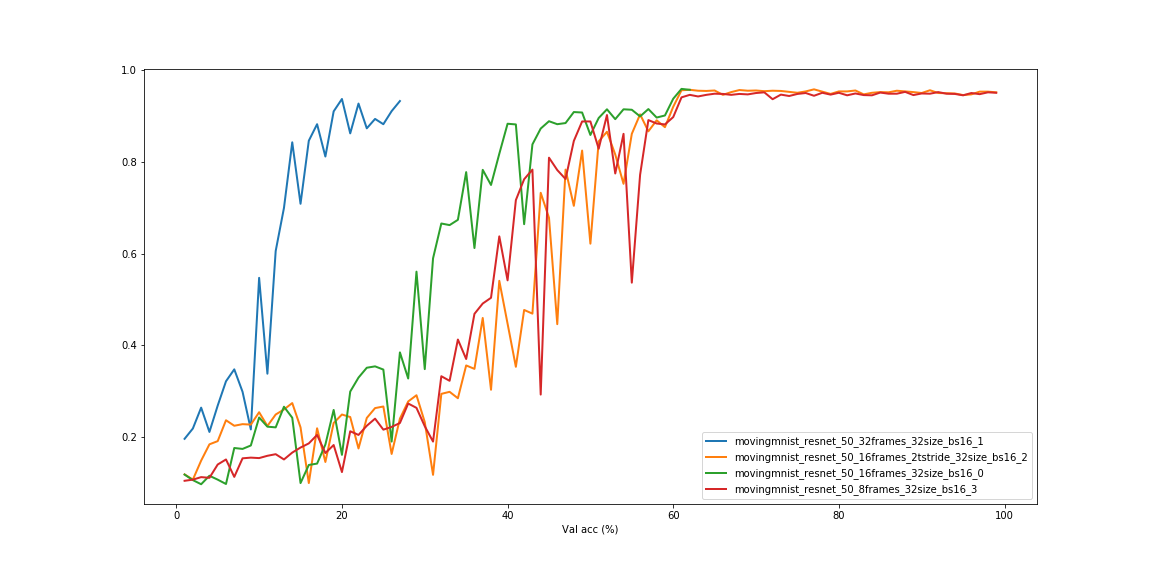 1.0
0.8
0.6
0.4
0.2
0
20
40
60
80
100
Val acc (%)
movingmnist_resnet_50_32frames_32size_bs16_1
movingmnist_resnet_50_16frames_2tstride_32size_bs16_2
movingmnist_resnet_50_16frames_32size_bs16_0
movingmnist_resnet_50_8frames_32size_bs16_3